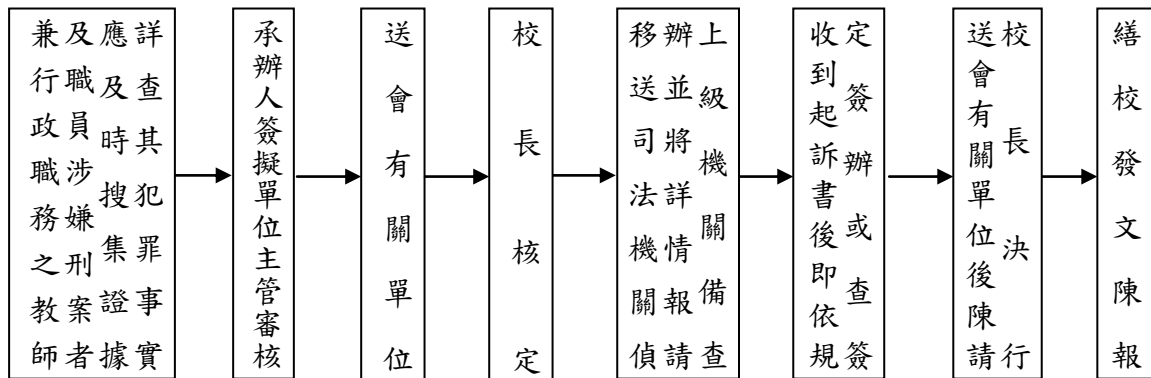 兼行政職務之教師
及職員涉嫌刑案者
應及時搜集證據
詳查其犯罪事實
承辦人簽擬單位主管審核
送會有關單位
校長核定
移送司法機關偵
辦並將詳情報請
上級機關備查
收到起訴書後即依規
定簽辦或查簽
送會有關單位後陳請
校長決行
繕校發文陳報